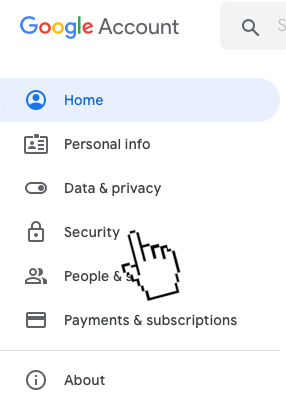 Google Account
Home
Personal info
Data & privacy
Security
People &
Payments & subscriptions
About